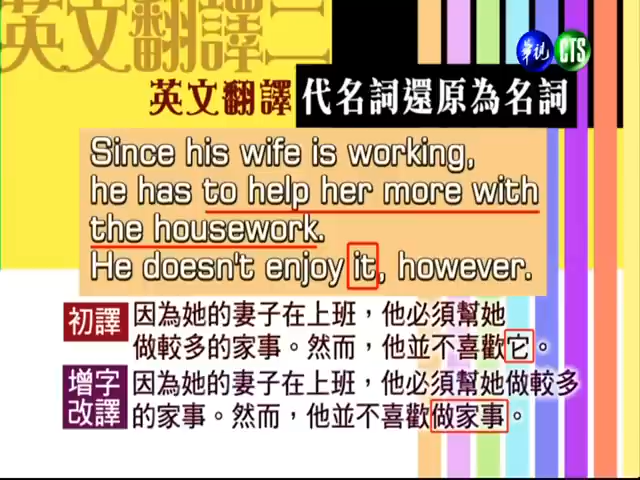 英文翻譯二
華視 CTS
英文翻譯 代名詞還原為名詞
Since his wife is working,
he has to help her more with
the housework.
He doesn't enjoy it, however.
初譯
因為她的妻子在上班，他必須幫她
做較多的家事。然而，他並不喜歡它。
增字
改譯
因為她的妻子在上班，他必須幫她做較多
的家事。然而，他並不喜歡做家事。